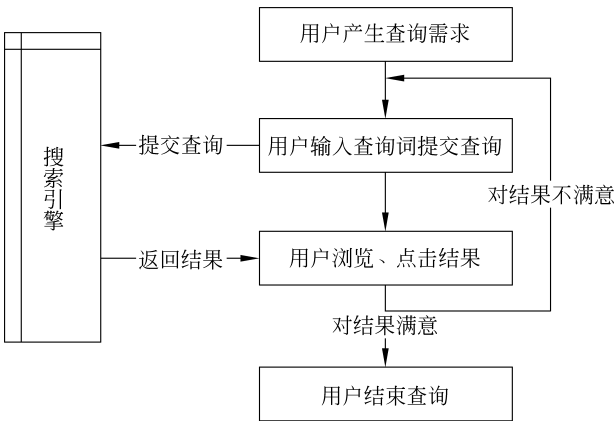 用户产生查询需求
提交查询
用户输入查询词提交查询
搜索引擎
对结果不满意
返回结果
用户浏览、点击结果
对结果满意
用户结束查询